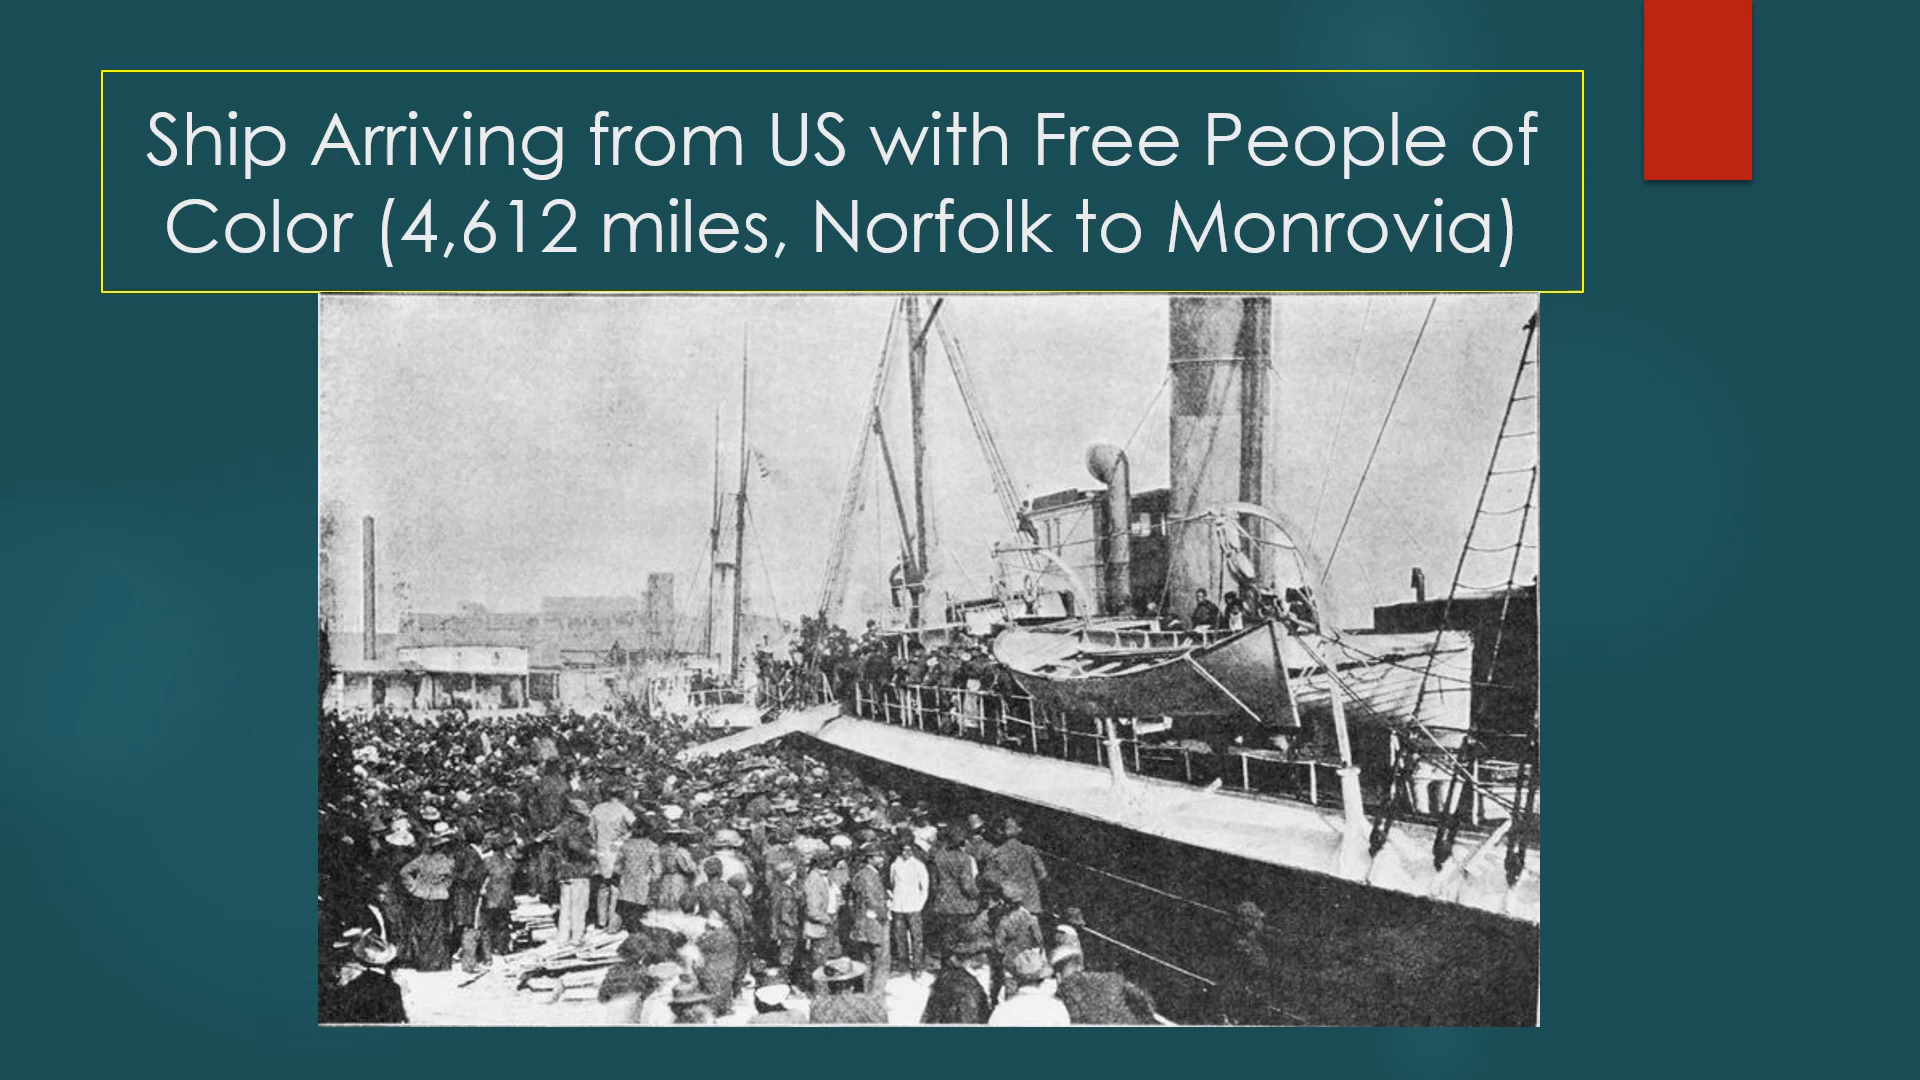 Ship Arriving from US with Free People of
Color (4,612 miles, Norfolk to Monrovia)